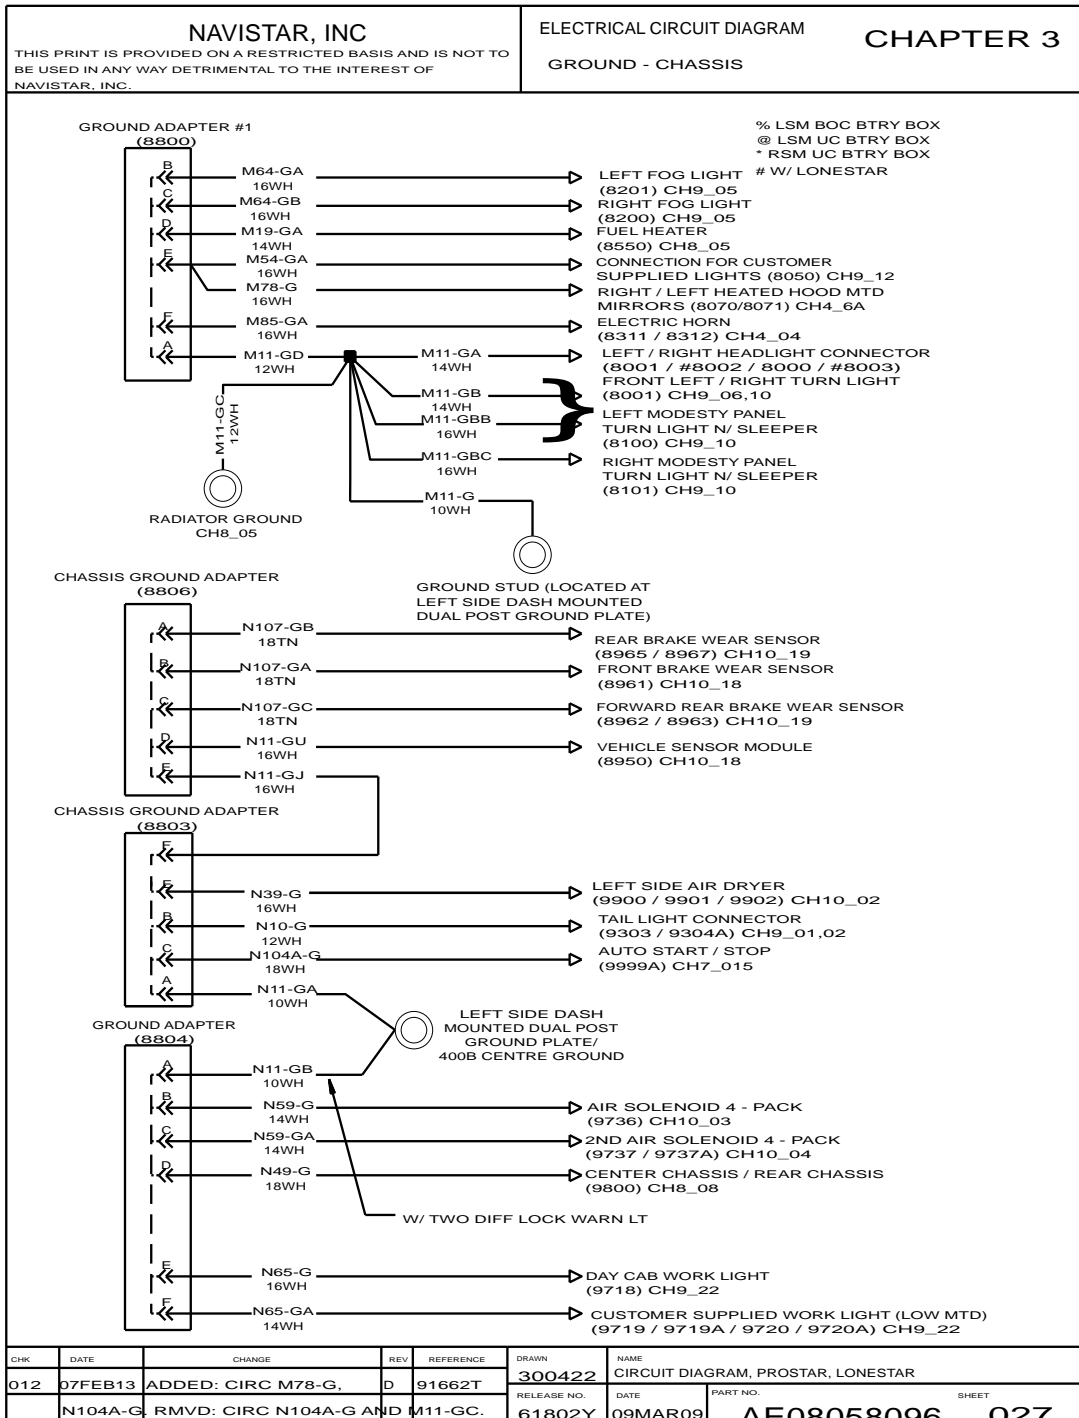 NAVISTAR, INC
THIS PRINT IS PROVIDED ON A RESTRICTED BASIS AND IS NOT TO
BE USED IN ANY WAY DETRIMENTAL TO THE INTEREST OF
NAVISTAR, INC.
ELECTRICAL CIRCUIT DIAGRAM
GROUND - CHASSIS
CHAPTER 3
% LSM BOC BTRY BOX
@ LSM UC BTRY BOX
* RSM UC BTRY BOX
# W/ LONESTAR
GROUND ADAPTER #1
(8800)
B
M64-GA
16WH
LEFT FOG LIGHT
(8201) CH9_05
C
M64-GB
16WH
RIGHT FOG LIGHT
(8200) CH9_05
D
M19-GA
14WH
FUEL HEATER
(8550) CH8_05
E
M54-GA
16WH
CONNECTION FOR CUSTOMER
SUPPLIED LIGHTS (8050) CH9_12
M78-G
16WH
RIGHT / LEFT HEATED HOOD MTD
MIRRORS (8070/8071) CH4_6A
F
M85-GA
16WH
ELECTRIC HORN
(8311 / 8312) CH4_04
A
M11-GD
12WH
M11-GA
14WH
LEFT / RIGHT HEADLIGHT CONNECTOR
(8001 / #8002 / 8000 / #8003)
M11-GB
14WH
FRONT LEFT / RIGHT TURN LIGHT
(8001) CH9_06,10
M11-GBB
16WH
LEFT MODESTY PANEL
TURN LIGHT N/ SLEEPER
(8100) CH9_10
M11-GBC
16WH
RIGHT MODESTY PANEL
TURN LIGHT N/ SLEEPER
(8101) CH9_10
M11-GC
12WH
RADIATOR GROUND
CH8_05
M11-G
10WH
GROUND STUD (LOCATED AT
LEFT SIDE DASH MOUNTED
DUAL POST GROUND PLATE)
CHASSIS GROUND ADAPTER
(8806)
A
N107-GB
18TN
REAR BRAKE WEAR SENSOR
(8965 / 8967) CH10_19
B
N107-GA
18TN
FRONT BRAKE WEAR SENSOR
(8961) CH10_18
C
N107-GC
18TN
FORWARD REAR BRAKE WEAR SENSOR
(8962 / 8963) CH10_19
D
N11-GU
16WH
VEHICLE SENSOR MODULE
(8950) CH10_18
E
N11-GJ
16WH
CHASSIS GROUND ADAPTER
(8803)
F
E
N39-G
16WH
LEFT SIDE AIR DRYER
(9900 / 9901 / 9902) CH10_02
B
N10-G
12WH
TAIL LIGHT CONNECTOR
(9303 / 9304A) CH9_01,02
C
N104A-G
18WH
AUTO START / STOP
(9999A) CH7_015
A
N11-GA
10WH
LEFT SIDE DASH
MOUNTED DUAL POST
GROUND PLATE/
400B CENTRE GROUND
GROUND ADAPTER
(8804)
A
N11-GB
10WH
B
N59-G
14WH
AIR SOLENOID 4 - PACK
(9736) CH10_03
C
N59-GA
14WH
2ND AIR SOLENOID 4 - PACK
(9737 / 9737A) CH10_04
D
N49-G
18WH
CENTER CHASSIS / REAR CHASSIS
(9800) CH8_08
W/ TWO DIFF LOCK WARN LT
E
N65-G
16WH
DAY CAB WORK LIGHT
(9718) CH9_22
F
N65-GA
14WH
CUSTOMER SUPPLIED WORK LIGHT (LOW MTD)
(9719 / 9719A / 9720 / 9720A) CH9_22
CHK DATE CHANGE REV REFERENCE
012 07FEB13 ADDED: CIRC M78-G, D 91662T
N104A-G. RMVD: CIRC N104A-G AND M11-GC.
DRAWN
300422
NAME
CIRCUIT DIAGRAM, PROSTAR, LONESTAR
RELEASE NO.
61802Y
DATE
09MAR09
PART NO.
AE08058096
SHEET
027